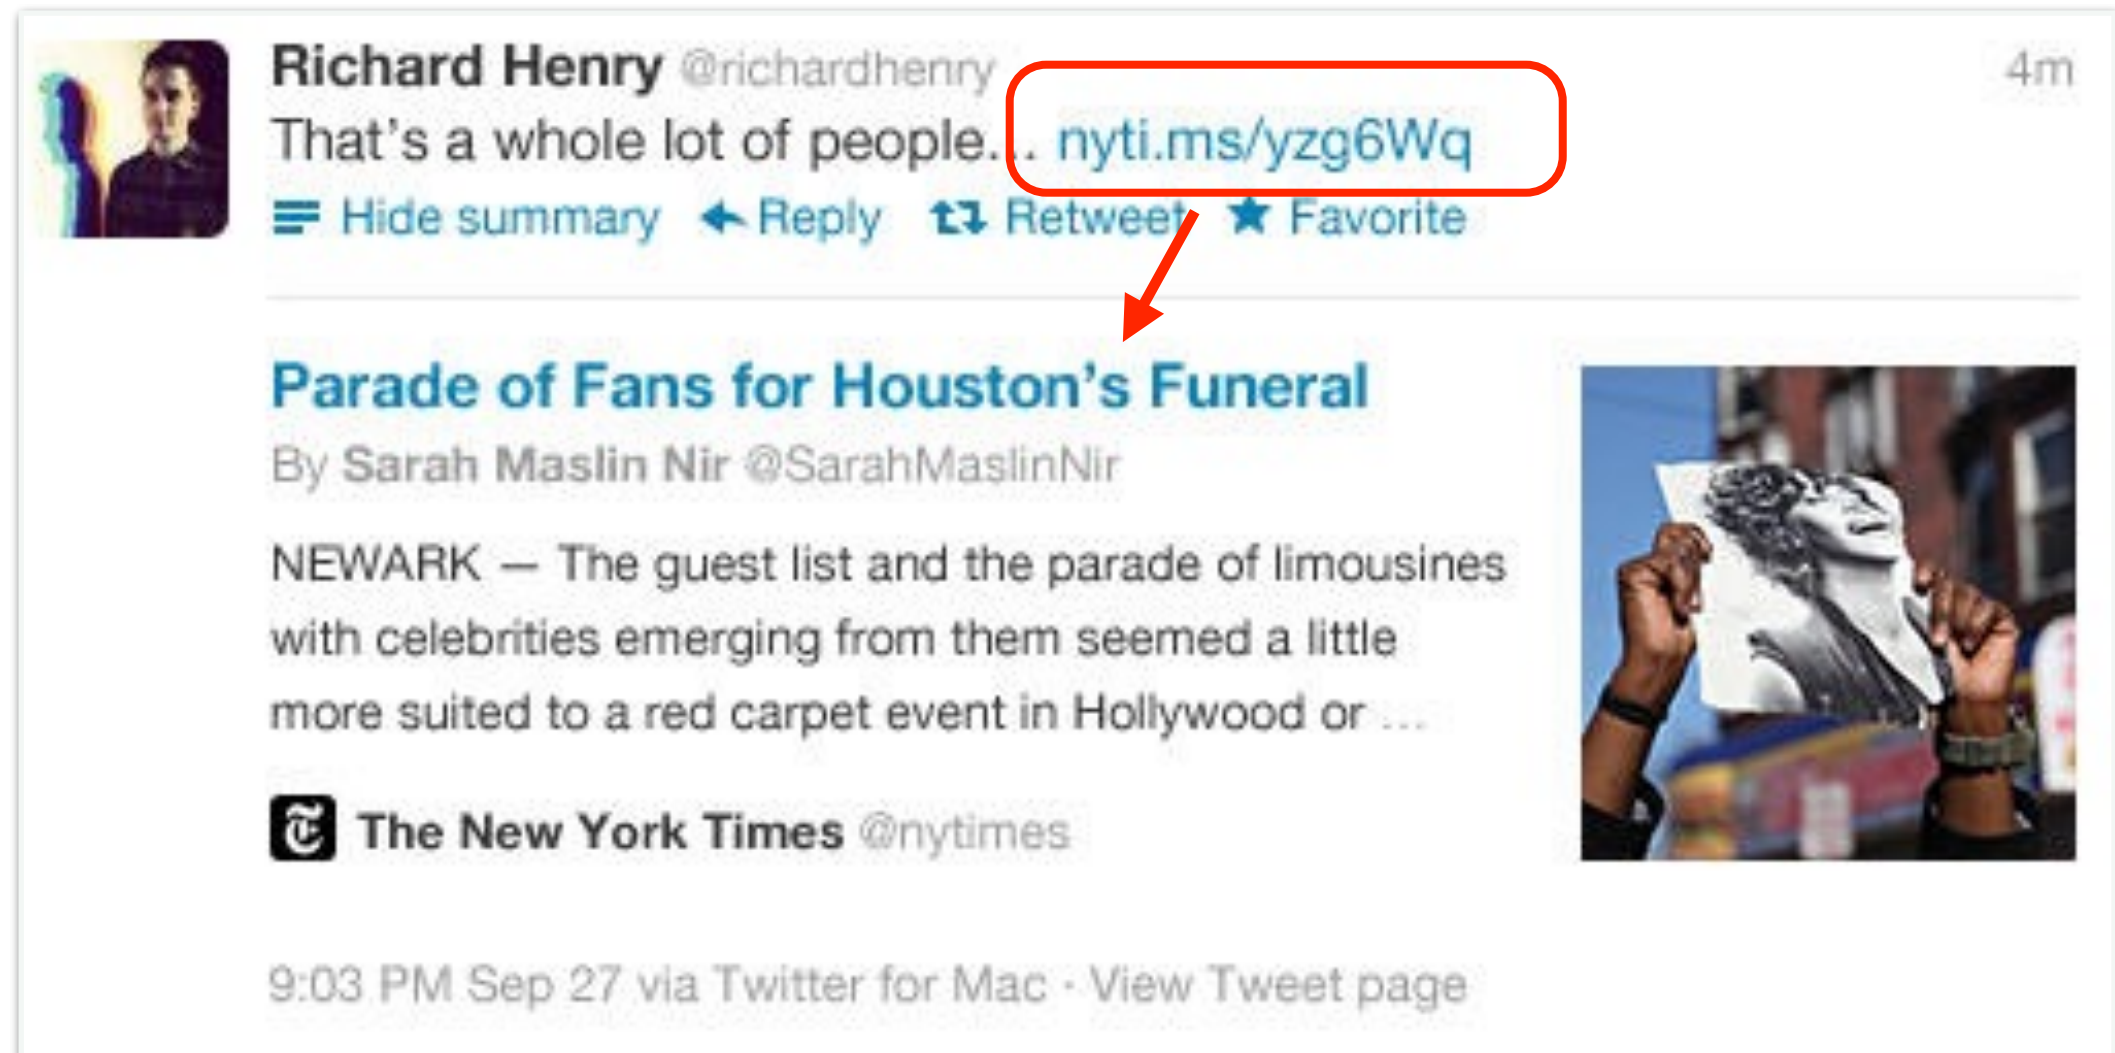 Richard Henry @richardhenry 4m
That's a whole lot of people... nyti.ms/yzg6Wq
Hide summary Reply Retweet Favorite
Parade of Fans for Houston's Funeral
By Sarah Maslin Nir @SarahMaslinNir
NEWARK — The guest list and the parade of limousines
with celebrities emerging from them seemed a little
more suited to a red carpet event in Hollywood or ...
The New York Times @nytimes
9:03 PM Sep 27 via Twitter for Mac · View Tweet page